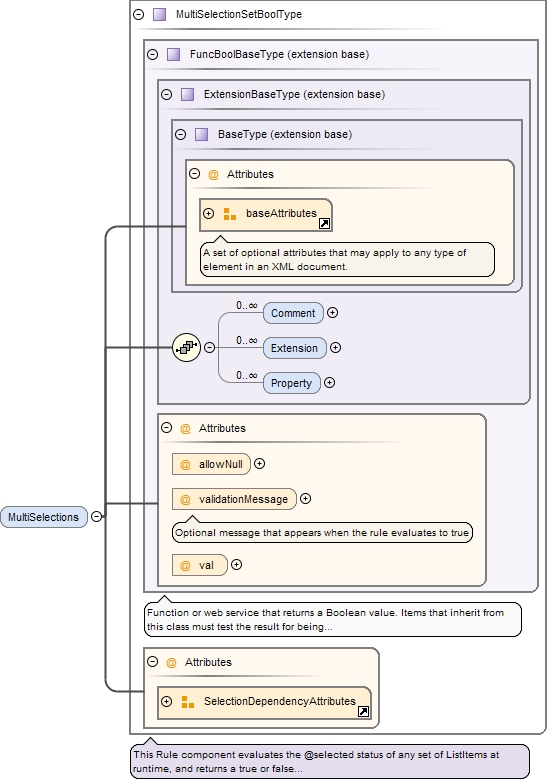 MultiSelectionSetBoolType
FuncBoolBaseType (extension base)
ExtensionBaseType (extension base)
BaseType (extension base)
@ Attributes
baseAttributes
A set of optional attributes that may apply to any type of
element in an XML document.
0..∞
Comment
0..∞
Extension
0..∞
Property
@ Attributes
@ allowNull
@ validationMessage
Optional message that appears when the rule evaluates to true
@ val
MultiSelections
Function or web service that returns a Boolean value. Items that inherit from
this class must test the result for being...
@ Attributes
SelectionDependencyAttributes
This Rule component evaluates the @selected status of any set of ListItems at
runtime, and returns a true or false...